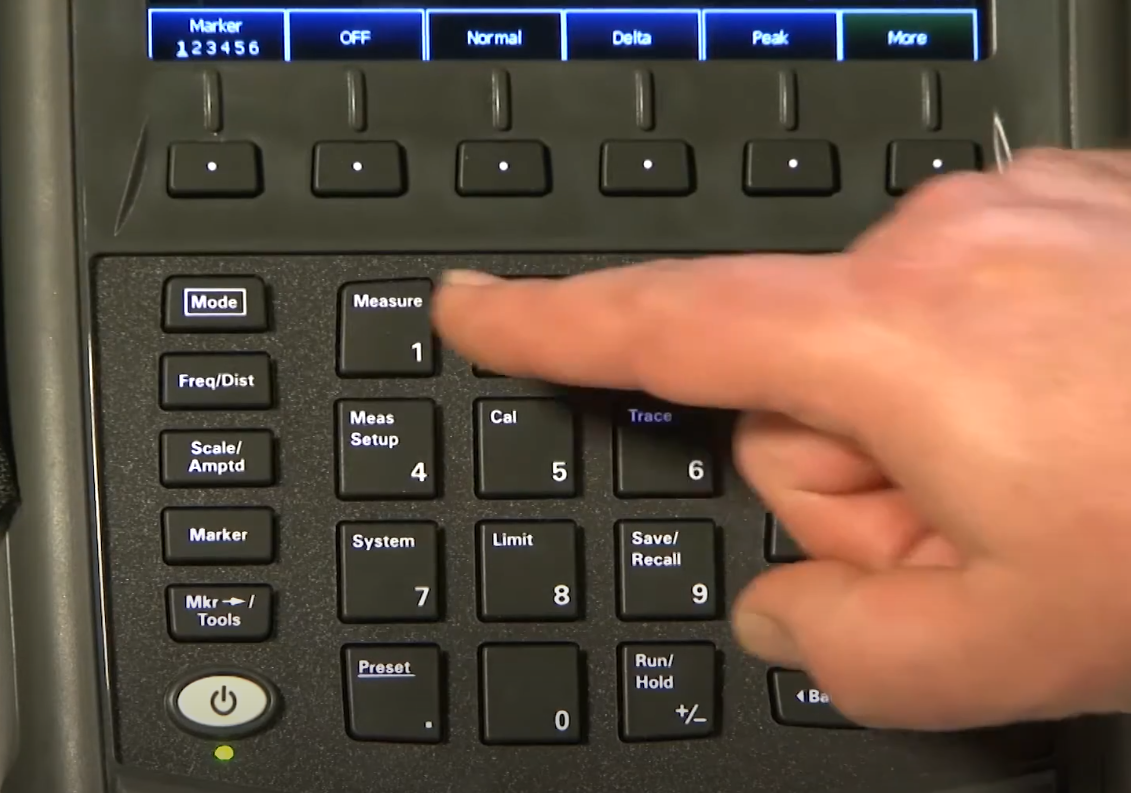 Marker
123456
OFF
Normal
Delta
Peak
More
Mode
Measure
1
Freq/Dist
Meas
Setup
4
Cal
5
Trace
6
Scale/
Amptd
Marker
System
7
Limit
8
Save/
Recall
9
Mkr→/
Tools
Preset
.
0
Run/
Hold
+/-